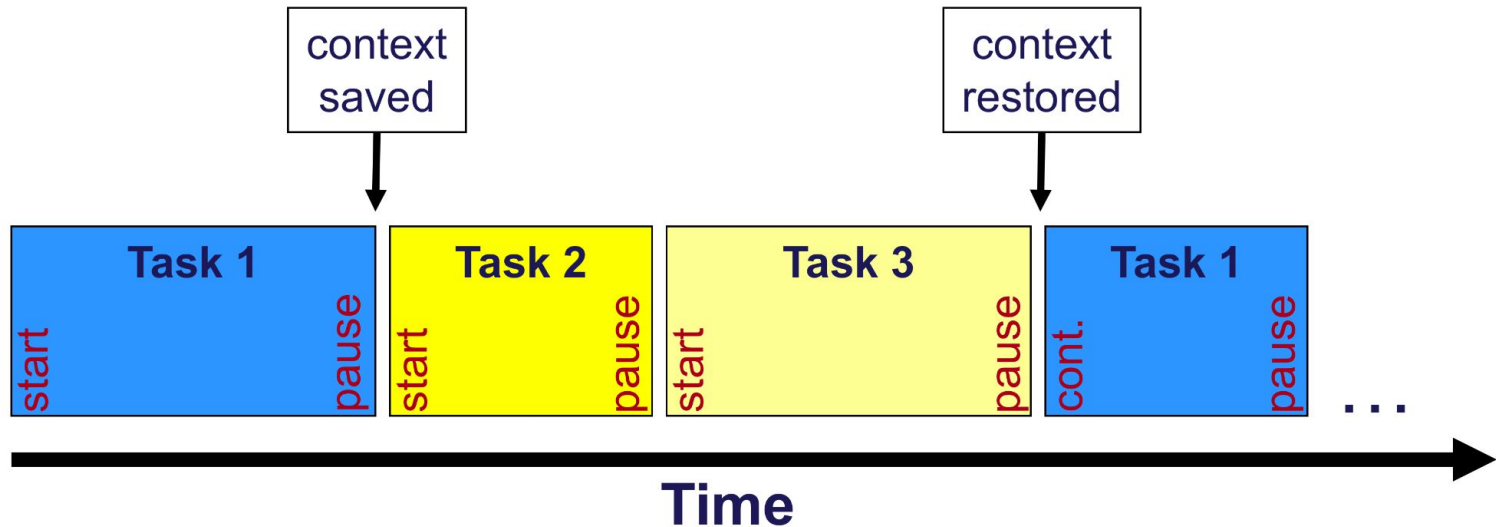 context
saved
context
restored
Task 1
Task 2
Task 3
Task 1
start
pause
start
pause
start
pause
cont.
pause
...
Time